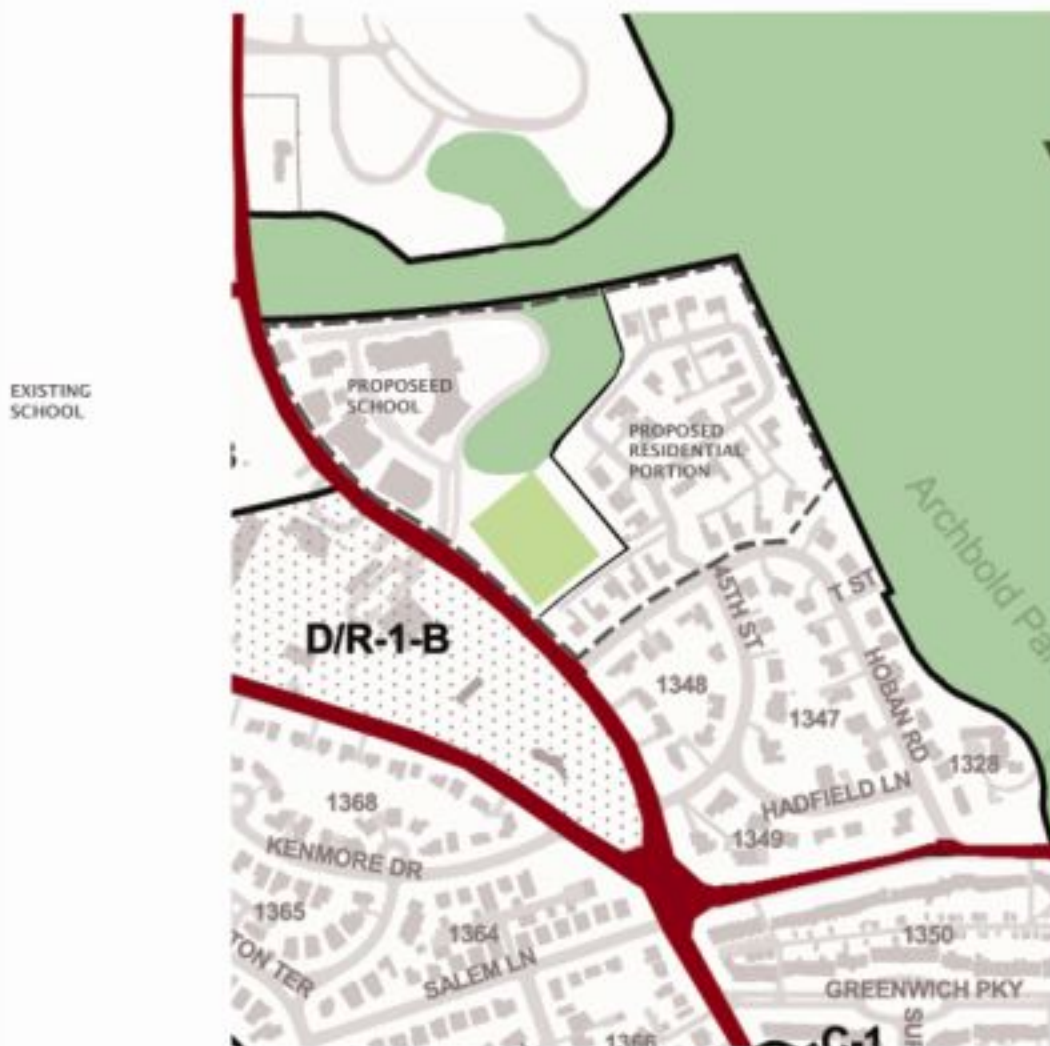 EXISTING
SCHOOL
PROPOSEED
SCHOOL
PROPOSED
RESIDENTIAL
PORTION
Archbold Par
D/R-1-B
45TH ST
T ST
HOBAN RD
1348
1347
1328
HADFIELD LN
1349
1368
KENMORE DR
1365
1364
TON TER
SALEM LN
1350
GREENWICH PKY
1366
C-1